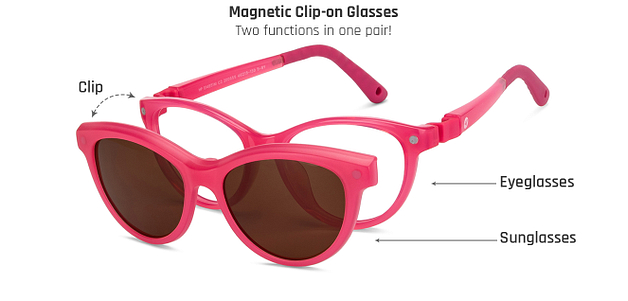 Magnetic Clip-on Glasses
Two functions in one pair!
Clip
Eyeglasses
Sunglasses